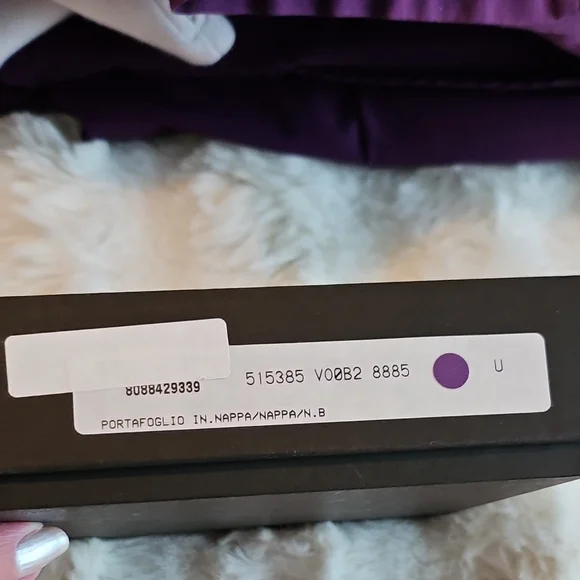 8088429339 515385 V00B2 8885 U
PORTAFOGLIO IN.NAPPA/NAPPA/N.B